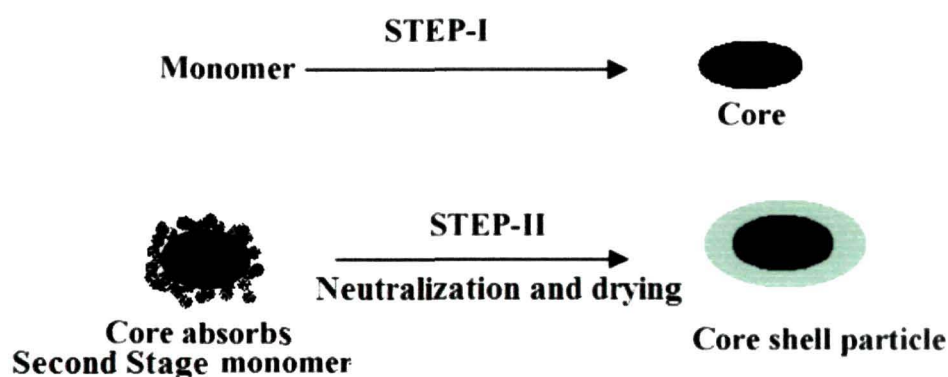 STEP-I
Monomer
Core
STEP-II
Neutralization and drying
Core absorbs
Second Stage monomer
Core shell particle